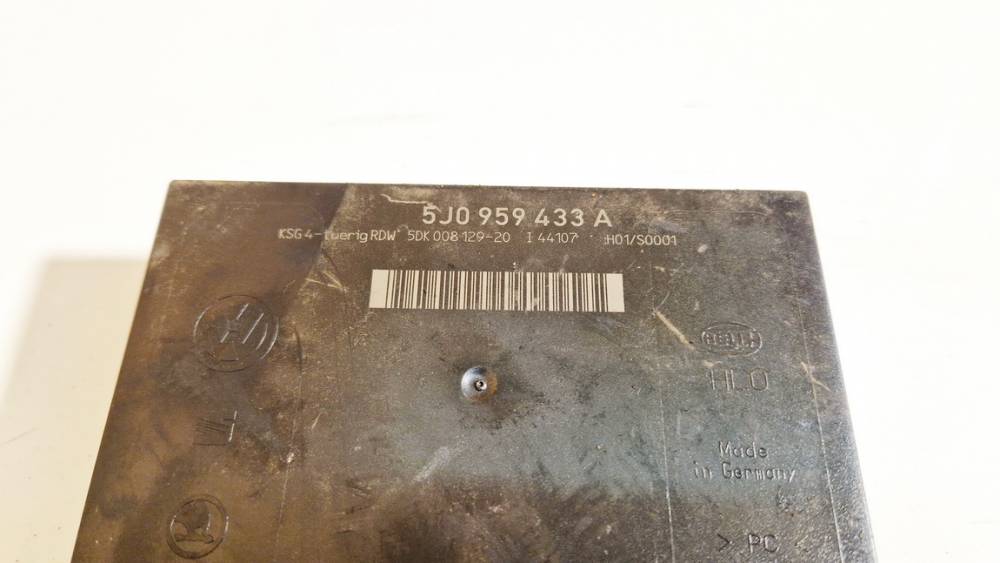 5J0 959 433 A
KSG 4-tuerig RDW 5DK 008 129-20 I 44107 H01/S0001
HELLA
HLO
Made
in Germany
> PC